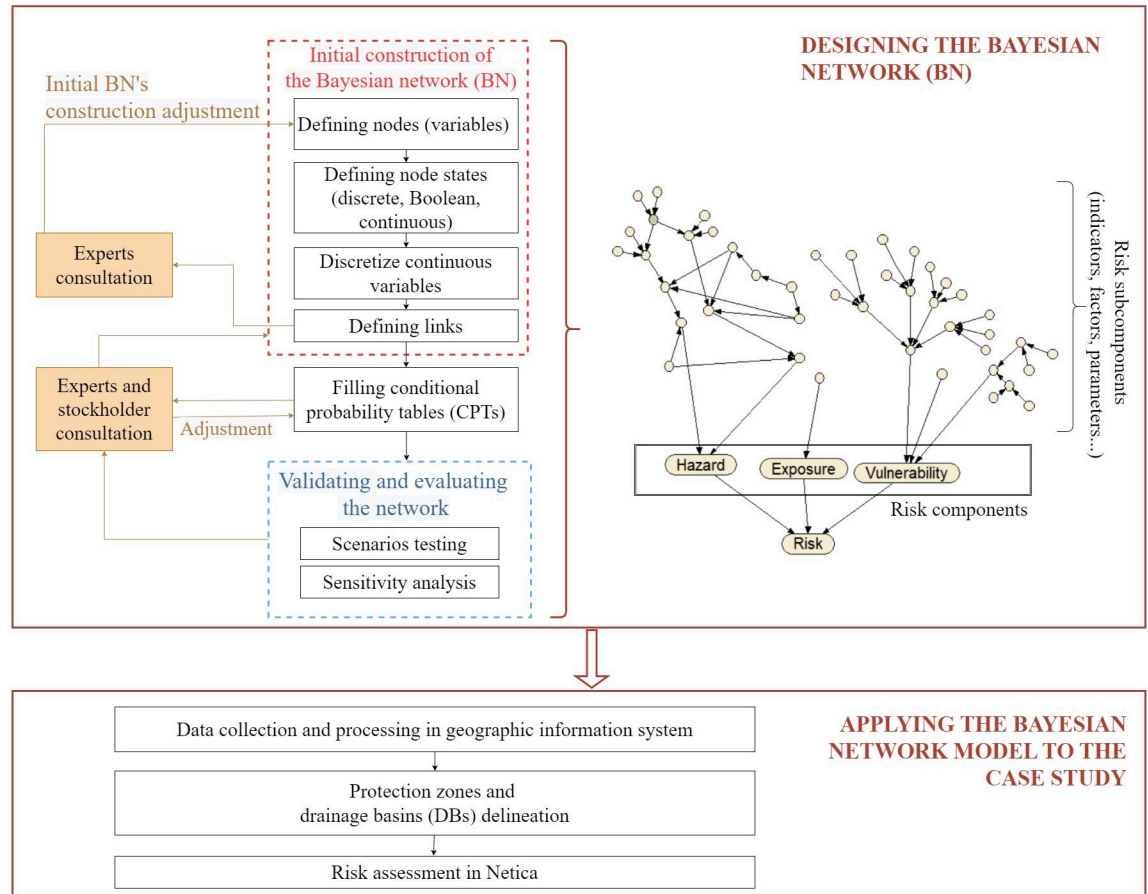 DESIGNING THE BAYESIAN
NETWORK (BN)
Initial construction of
the Bayesian network (BN)
Initial BN's
construction adjustment
Defining nodes (variables)
Defining node states
(discrete, Boolean,
continuous)
Discretize continuous
variables
Defining links
Experts
consultation
Experts and
stockholder
consultation
Adjustment
Filling conditional
probability tables (CPTs)
Validating and evaluating
the network
Scenarios testing
Sensitivity analysis
Risk subcomponents
(indicators, factors, parameters...)
Hazard
Exposure
Vulnerability
Risk components
Risk
APPLYING THE BAYESIAN
NETWORK MODEL TO THE
CASE STUDY
Data collection and processing in geographic information system
Protection zones and
drainage basins (DBs) delineation
Risk assessment in Netica